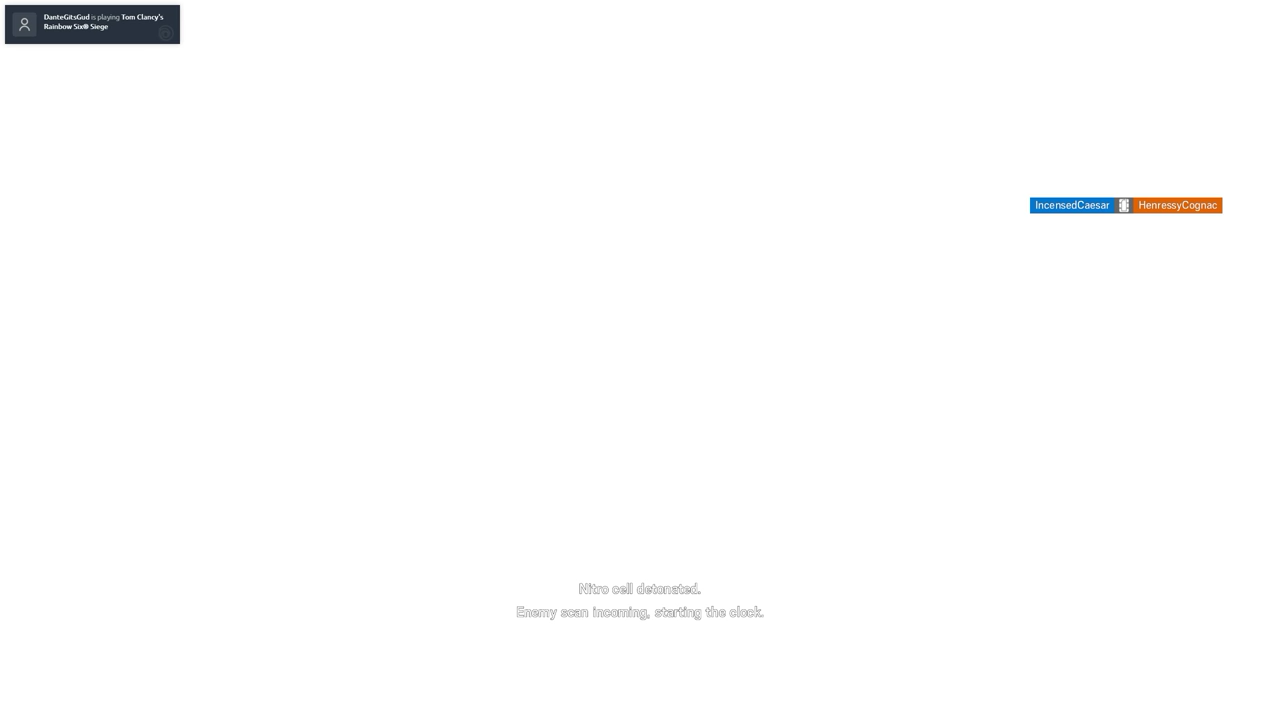 DanteGitsGud is playing Tom Clancy's
Rainbow Six® Siege
IncensedCaesar HenressyCognac
Nitro cell detonated.
Enemy scan incoming, starting the clock.